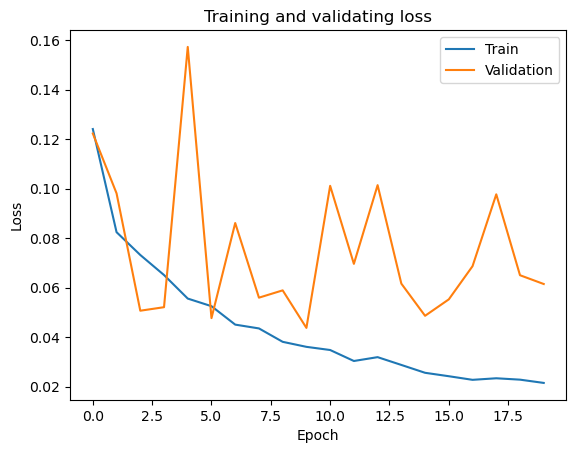 Training and validating loss
Train
Validation
0.16
0.14
0.12
0.10
0.08
0.06
0.04
0.02
Loss
0.0 2.5 5.0 7.5 10.0 12.5 15.0 17.5
Epoch